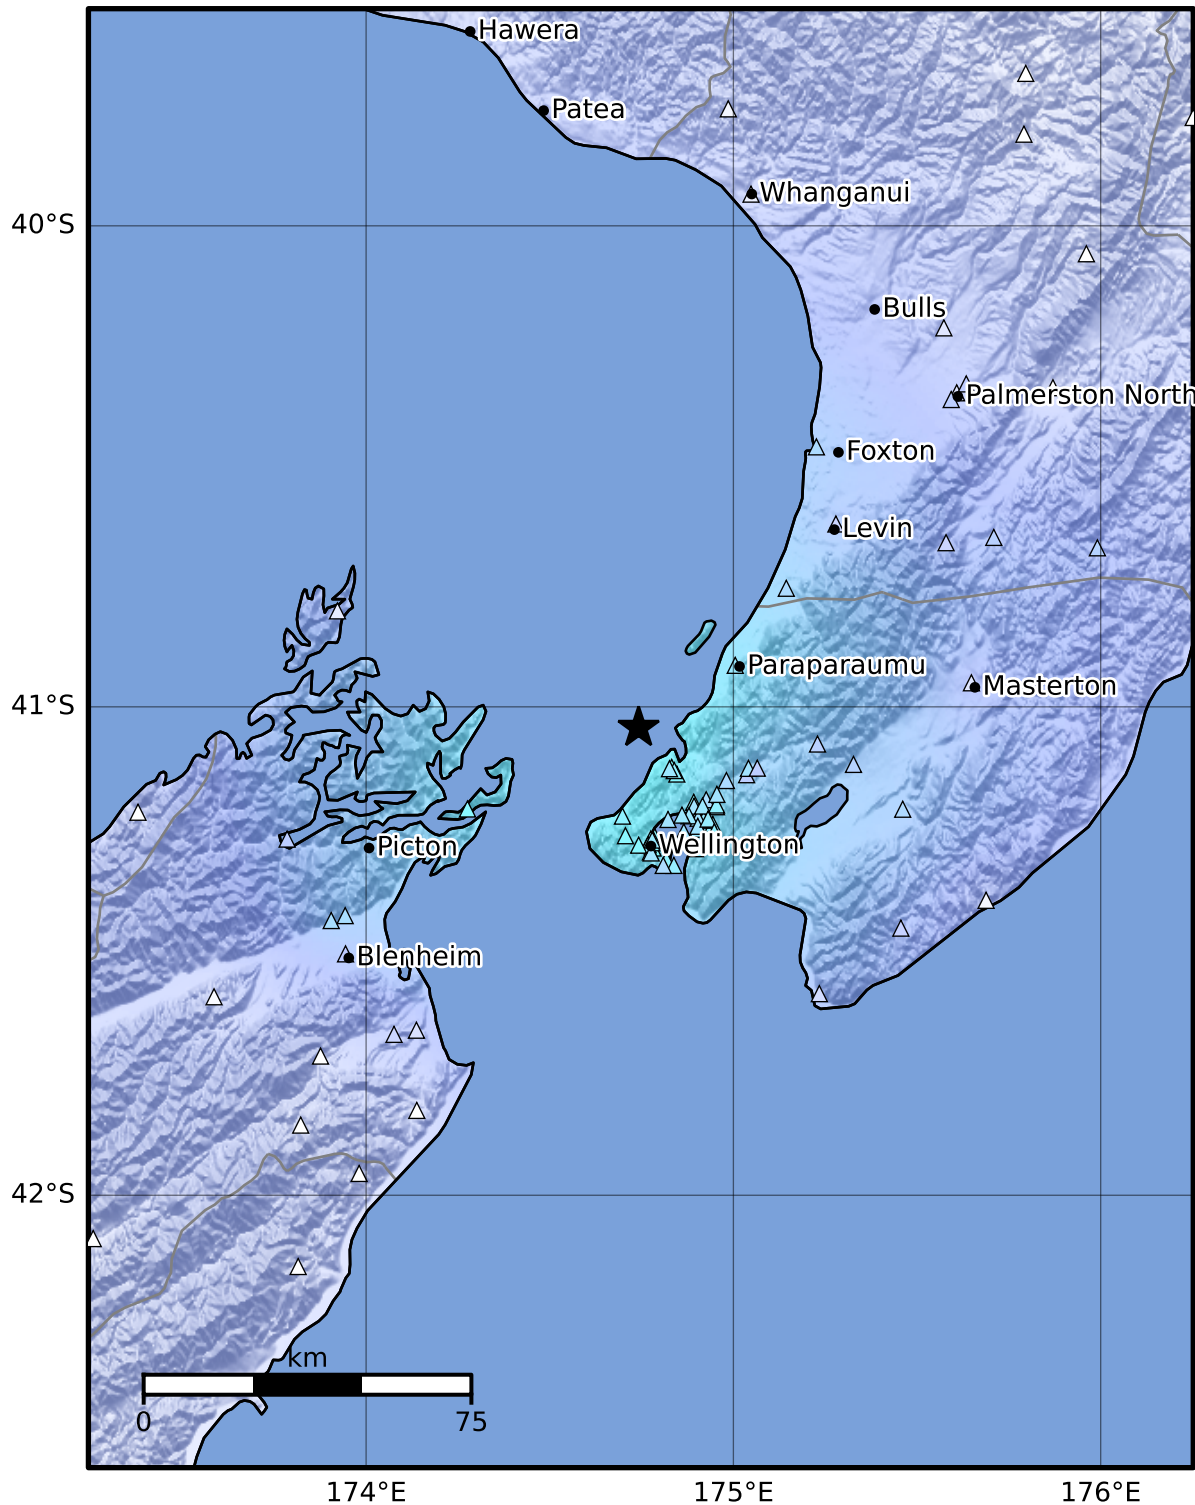 Hawera
Patea
Whanganui
40°S
Bulls
Palmerston North
Foxton
Levin
Paraparaumu
Masterton
41°S
Picton
Wellington
Blenheim
42°S
km
0 75
174°E 175°E 176°E